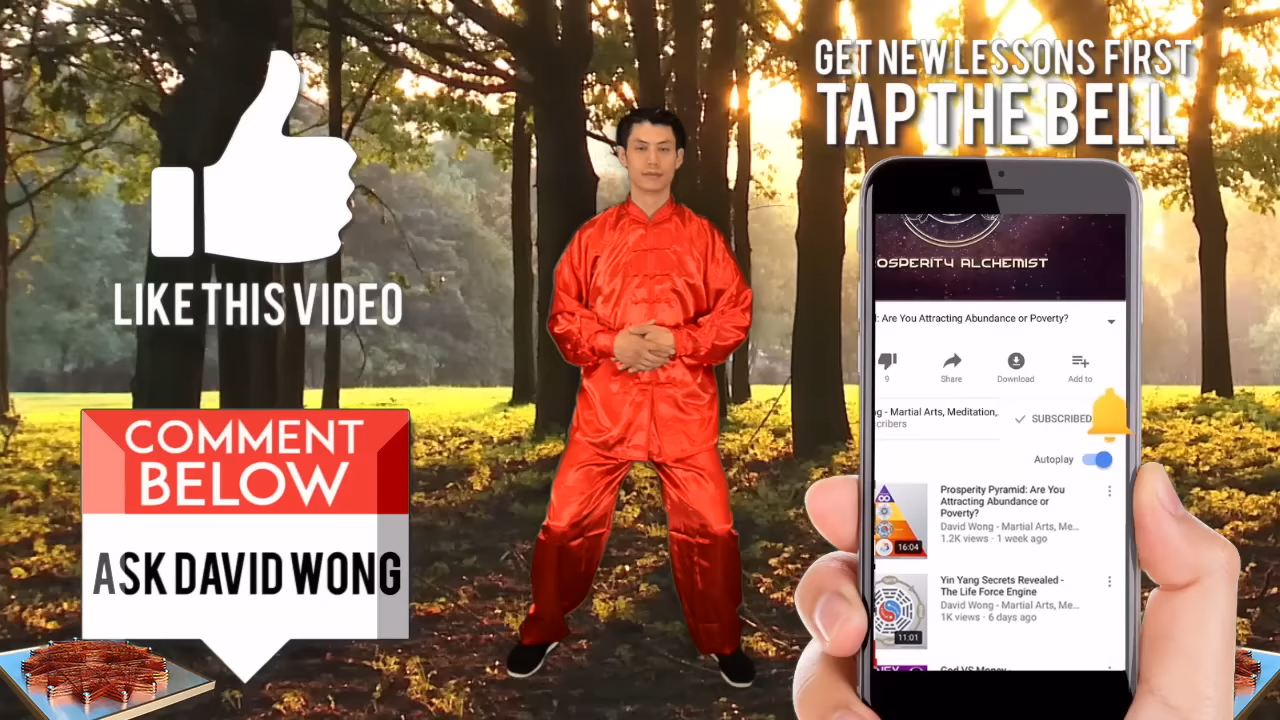 LIKE THIS VIDEO
COMMENT
BELOW
ASK DAVID WONG
GET NEW LESSONS FIRST
TAP THE BELL
OSPERITY ALCHEMIST
: Are You Attracting Abundance or Poverty?
9
Share
Download
Add to
g - Martial Arts, Meditation,
cribers
SUBSCRIBED
Autoplay
Prosperity Pyramid: Are You
Attracting Abundance or
Poverty?
David Wong - Martial Arts, Me...
1.2K views · 1 week ago
16:04
Yin Yang Secrets Revealed -
The Life Force Engine
David Wong - Martial Arts, Me...
1K views · 6 days ago
11:01
God VS Money -